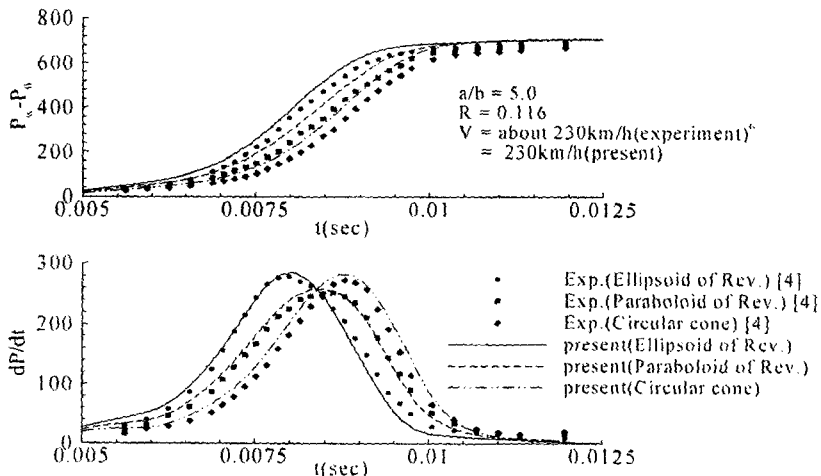 800
600
400
200
0
P_w-P_0
a/b = 5.0
R = 0.116
V = about 230km/h(experiment)
= 230km/h(present)
0.005 0.0075 0.01 0.0125
t(sec)
300
200
100
0
dP/dt
Exp.(Ellipsoid of Rev.) [4]
Exp.(Paraboloid of Rev.) [4]
Exp.(Circular cone) [4]
present(Ellipsoid of Rev.)
present(Paraboloid of Rev.)
present(Circular cone)
0.005 0.0075 0.01 0.0125
t(sec)